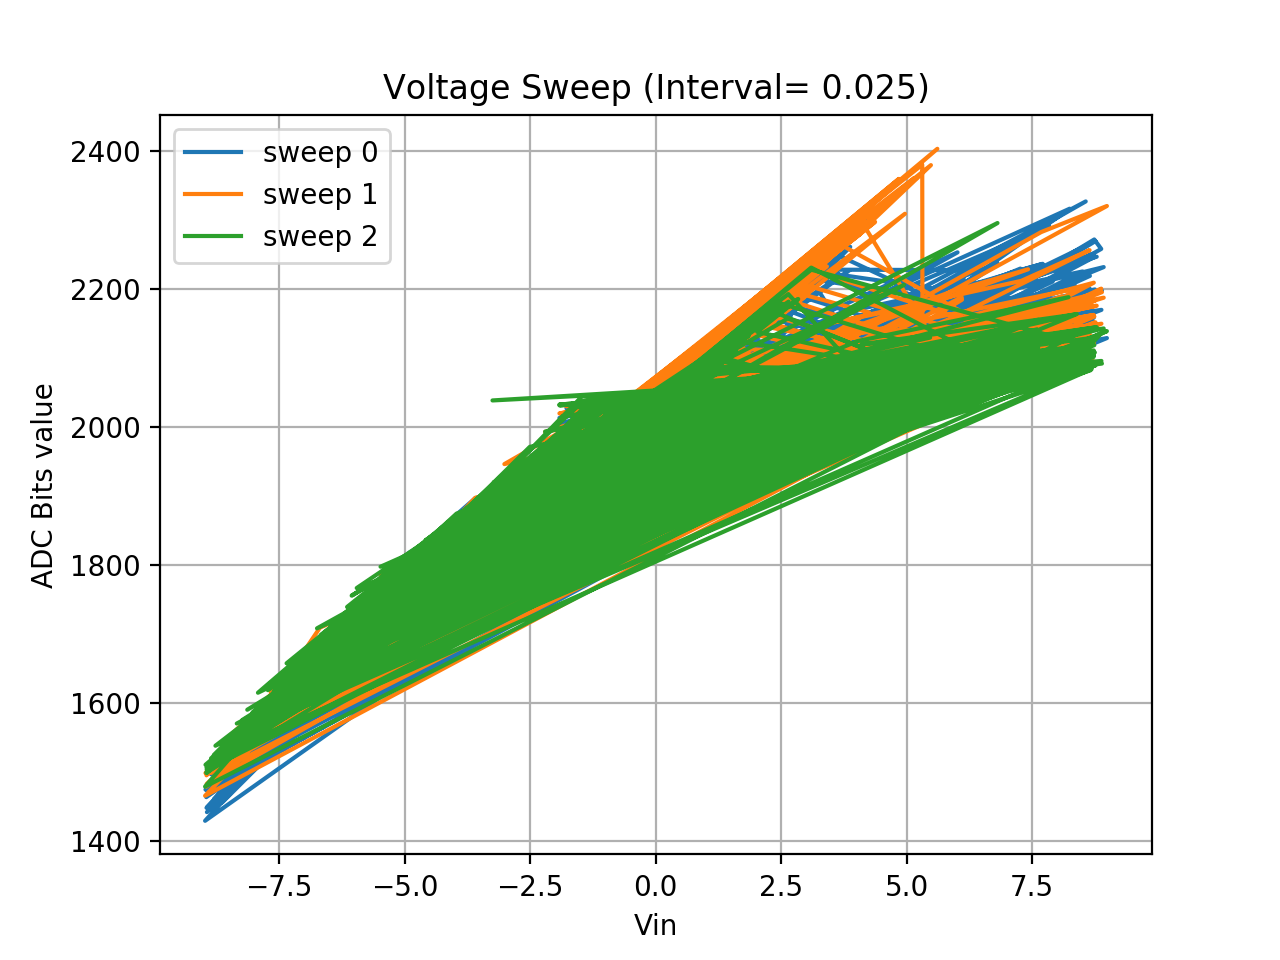 Voltage Sweep (Interval= 0.025)
sweep 0
sweep 1
sweep 2
ADC Bits value
2400
2200
2000
1800
1600
1400
−7.5 −5.0 −2.5 0.0 2.5 5.0 7.5
Vin